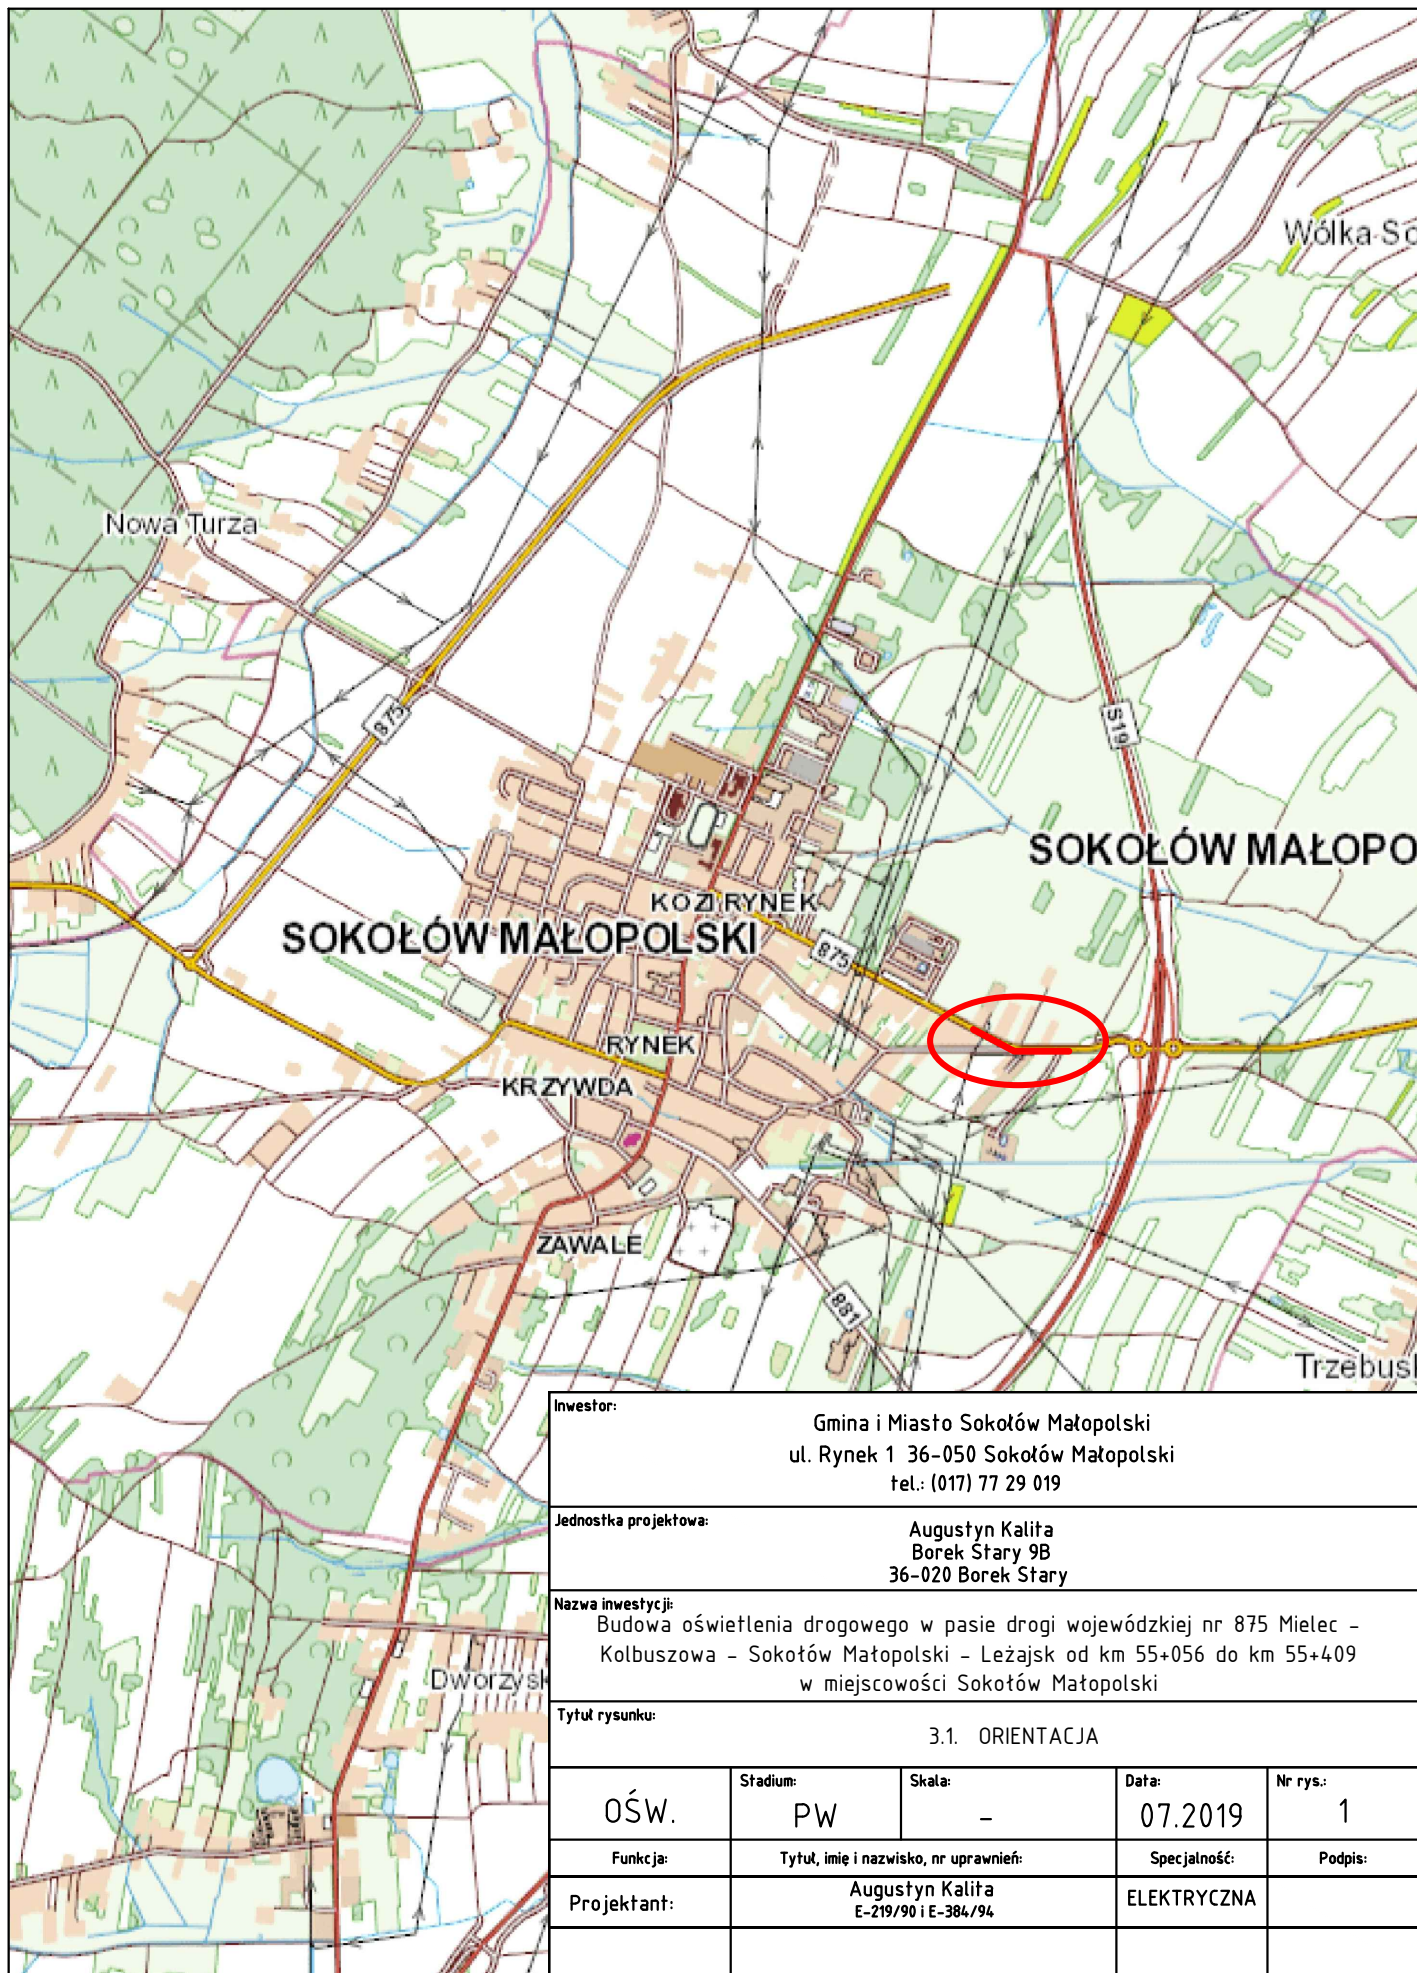 Wólka-So
Nowa Turza
875
S19
SOKOŁÓW MAŁOPO
KOZI RYNEK
SOKOŁÓW MAŁOPOLSKI
875
RYNEK
KRZYWDA
ZAWALE
881
Trzebus
Dworzysk
Inwestor:
Gmina i Miasto Sokołów Małopolski
ul. Rynek 1 36-050 Sokołów Małopolski
tel.: (017) 77 29 019
Jednostka projektowa:
Augustyn Kalita
Borek Stary 9B
36-020 Borek Stary
Nazwa inwestycji:
Budowa oświetlenia drogowego w pasie drogi wojewódzkiej nr 875 Mielec –
Kolbuszowa – Sokołów Małopolski – Leżajsk od km 55+056 do km 55+409
w miejscowości Sokołów Małopolski
Tytuł rysunku:
3.1. ORIENTACJA
OŚW.
Stadium:
PW
Skala:
–
Data:
07.2019
Nr rys.:
1
Funkcja:
Tytuł, imię i nazwisko, nr uprawnień:
Specjalność:
Podpis:
Projektant:
Augustyn Kalita
E-219/90 i E-384/94
ELEKTRYCZNA